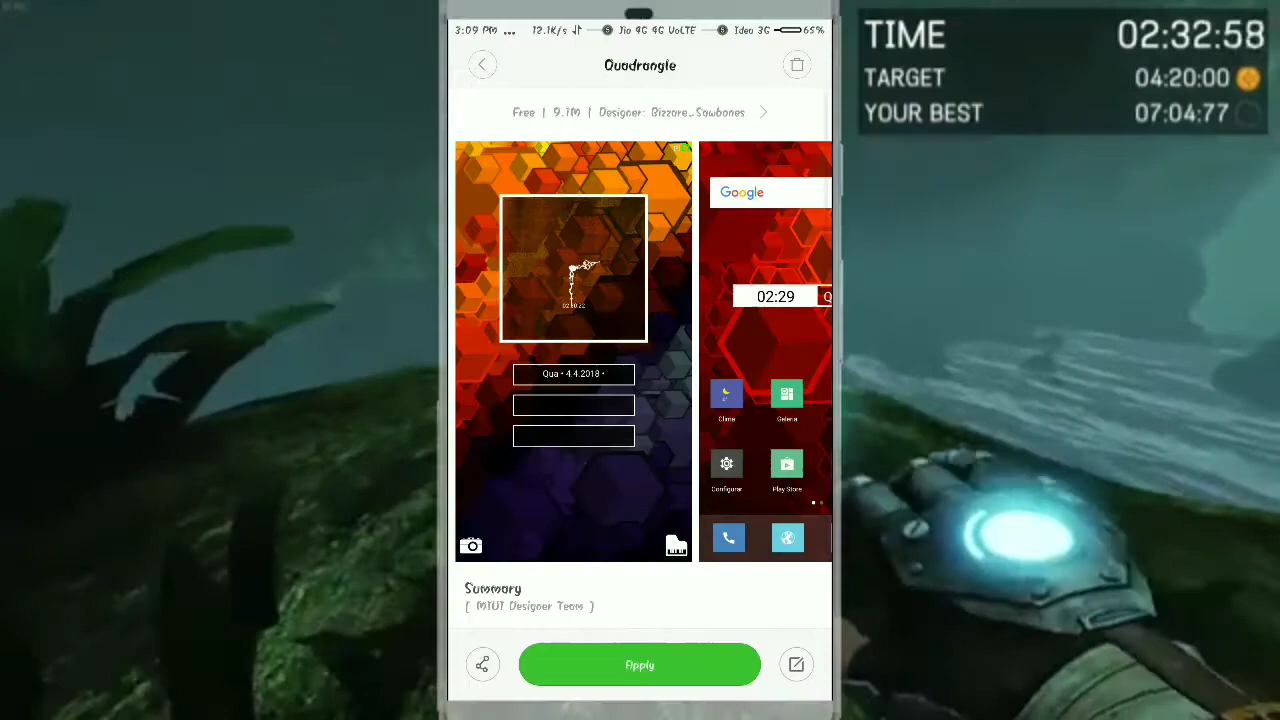 3:09 PM ... 12.1K/s Jio 4G 4G VoLTE Idea 3G 65%
Quadrangle
Free | 9.1M | Designer: Bizzare_Sawbones
Google
02:29
Qua • 4.4.2018 •
Clima
Galeria
Configurar
Play Store
Summary
[ MIUI Designer Team ]
Apply
TIME 02:32:58
TARGET 04:20:00
YOUR BEST 07:04:77